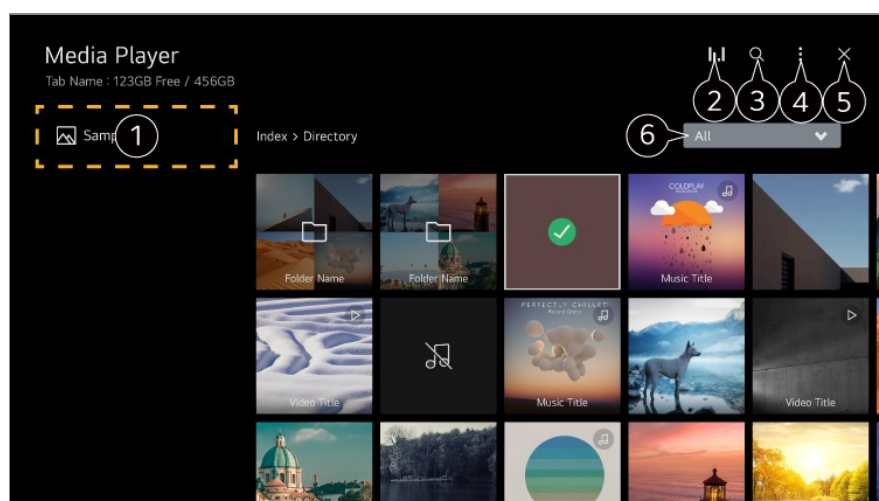 Media Player
Tab Name : 123GB Free / 456GB
2 3 4 5
1
Index > Directory
6
All
COLDPLAY
Folder Name
Folder Name
Music Title
PERFECTLY CHILLED
Video Title
Music Title
Video Title